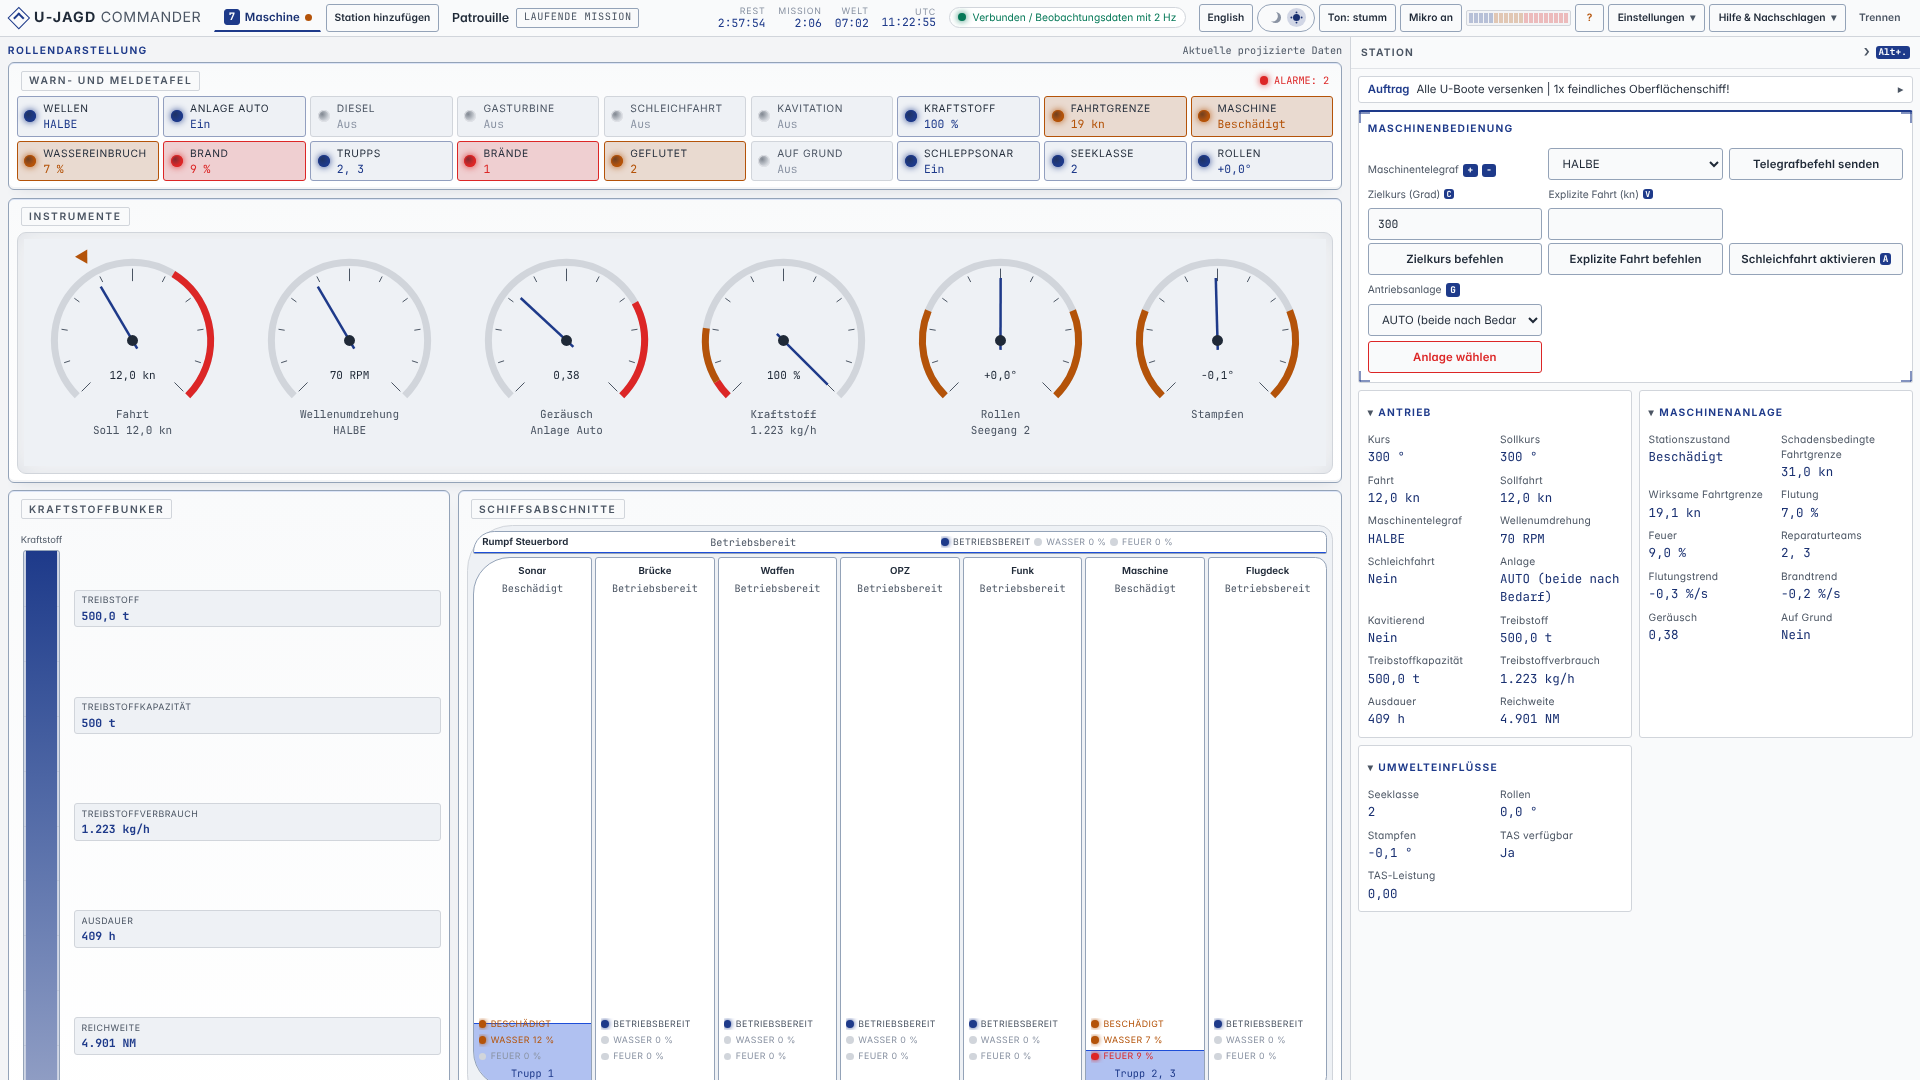 U-JAGD COMMANDER
7 Maschine
Station hinzufügen
Patrouille
LAUFENDE MISSION
REST
2:57:54
MISSION
2:06
WELT
07:02
UTC
11:22:55
Verbunden / Beobachtungsdaten mit 2 Hz
English
Ton: stumm
Mikro an
?
Einstellungen ▾
Hilfe & Nachschlagen ▾
Trennen
ROLLENDARSTELLUNG
Aktuelle projizierte Daten
WARN- UND MELDETAFEL
ALARME: 2
WELLEN
HALBE
ANLAGE AUTO
Ein
DIESEL
Aus
GASTURBINE
Aus
SCHLEICHFAHRT
Aus
KAVITATION
Aus
KRAFTSTOFF
100 %
FAHRTGRENZE
19 kn
MASCHINE
Beschädigt
WASSEREINBRUCH
7 %
BRAND
9 %
TRUPPS
2, 3
BRÄNDE
1
GEFLUTET
2
AUF GRUND
Aus
SCHLEPPSONAR
Ein
SEEKLASSE
2
ROLLEN
+0,0°
INSTRUMENTE
12,0 kn
Fahrt
Soll 12,0 kn
70 RPM
Wellenumdrehung
HALBE
0,38
Geräusch
Anlage Auto
100 %
Kraftstoff
1.223 kg/h
+0,0°
Rollen
Seegang 2
-0,1°
Stampfen
KRAFTSTOFFBUNKER
Kraftstoff
TREIBSTOFF
500,0 t
TREIBSTOFFKAPAZITÄT
500 t
TREIBSTOFFVERBRAUCH
1.223 kg/h
AUSDAUER
409 h
REICHWEITE
4.901 NM
SCHIFFSABSCHNITTE
Rumpf Steuerbord
Betriebsbereit
BETRIEBSBEREIT WASSER 0 % FEUER 0 %
Sonar
Beschädigt
BESCHÄDIGT
WASSER 12 %
FEUER 0 %
Trupp 1
Brücke
Betriebsbereit
BETRIEBSBEREIT
WASSER 0 %
FEUER 0 %
Waffen
Betriebsbereit
BETRIEBSBEREIT
WASSER 0 %
FEUER 0 %
OPZ
Betriebsbereit
BETRIEBSBEREIT
WASSER 0 %
FEUER 0 %
Funk
Betriebsbereit
BETRIEBSBEREIT
WASSER 0 %
FEUER 0 %
Maschine
Beschädigt
BESCHÄDIGT
WASSER 7 %
FEUER 9 %
Trupp 2, 3
Flugdeck
Betriebsbereit
BETRIEBSBEREIT
WASSER 0 %
FEUER 0 %
STATION
Alt+.
Auftrag Alle U-Boote versenken | 1x feindliches Oberflächenschiff!
MASCHINENBEDIENUNG
Maschinentelegraf + -
HALBE
Telegrafbefehl senden
Zielkurs (Grad) C
Explizite Fahrt (kn) V
300
Zielkurs befehlen
Explizite Fahrt befehlen
Schleichfahrt aktivieren A
Antriebsanlage G
AUTO (beide nach Bedar
Anlage wählen
▾ ANTRIEB
Kurs
300 °
Sollkurs
300 °
Fahrt
12,0 kn
Sollfahrt
12,0 kn
Maschinentelegraf
HALBE
Wellenumdrehung
70 RPM
Schleichfahrt
Nein
Anlage
AUTO (beide nach
Bedarf)
Kavitierend
Nein
Treibstoff
500,0 t
Treibstoffkapazität
500,0 t
Treibstoffverbrauch
1.223 kg/h
Ausdauer
409 h
Reichweite
4.901 NM
▾ MASCHINENANLAGE
Stationszustand
Beschädigt
Schadensbedingte
Fahrtgrenze
31,0 kn
Wirksame Fahrtgrenze
19,1 kn
Flutung
7,0 %
Feuer
9,0 %
Reparaturteams
2, 3
Flutungstrend
-0,3 %/s
Brandtrend
-0,2 %/s
Geräusch
0,38
Auf Grund
Nein
▾ UMWELTEINFLÜSSE
Seeklasse
2
Rollen
0,0 °
Stampfen
-0,1 °
TAS verfügbar
Ja
TAS-Leistung
0,00